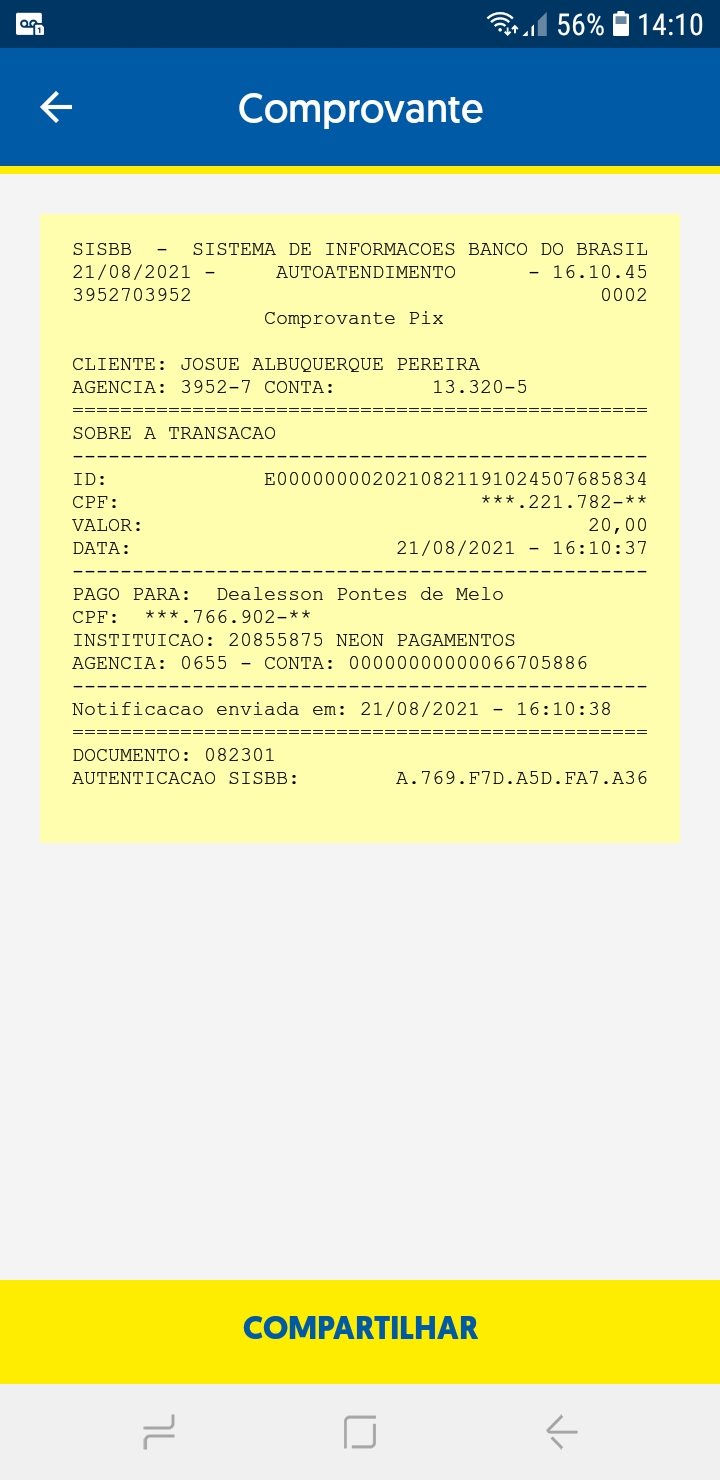 56% 14:10
Comprovante
SISBB - SISTEMA DE INFORMACOES BANCO DO BRASIL
21/08/2021 - AUTOATENDIMENTO - 16.10.45
3952703952 0002
Comprovante Pix
CLIENTE: JOSUE ALBUQUERQUE PEREIRA
AGENCIA: 3952-7 CONTA: 13.320-5
================================================
SOBRE A TRANSACAO
------------------------------------------------
ID: E0000000020210821191024507685834
CPF: ***.221.782-**
VALOR: 20,00
DATA: 21/08/2021 - 16:10:37
------------------------------------------------
PAGO PARA: Dealesson Pontes de Melo
CPF: ***.766.902-**
INSTITUICAO: 20855875 NEON PAGAMENTOS
AGENCIA: 0655 - CONTA: 00000000000066705886
------------------------------------------------
Notificacao enviada em: 21/08/2021 - 16:10:38
================================================
DOCUMENTO: 082301
AUTENTICACAO SISBB: A.769.F7D.A5D.FA7.A36
COMPARTILHAR